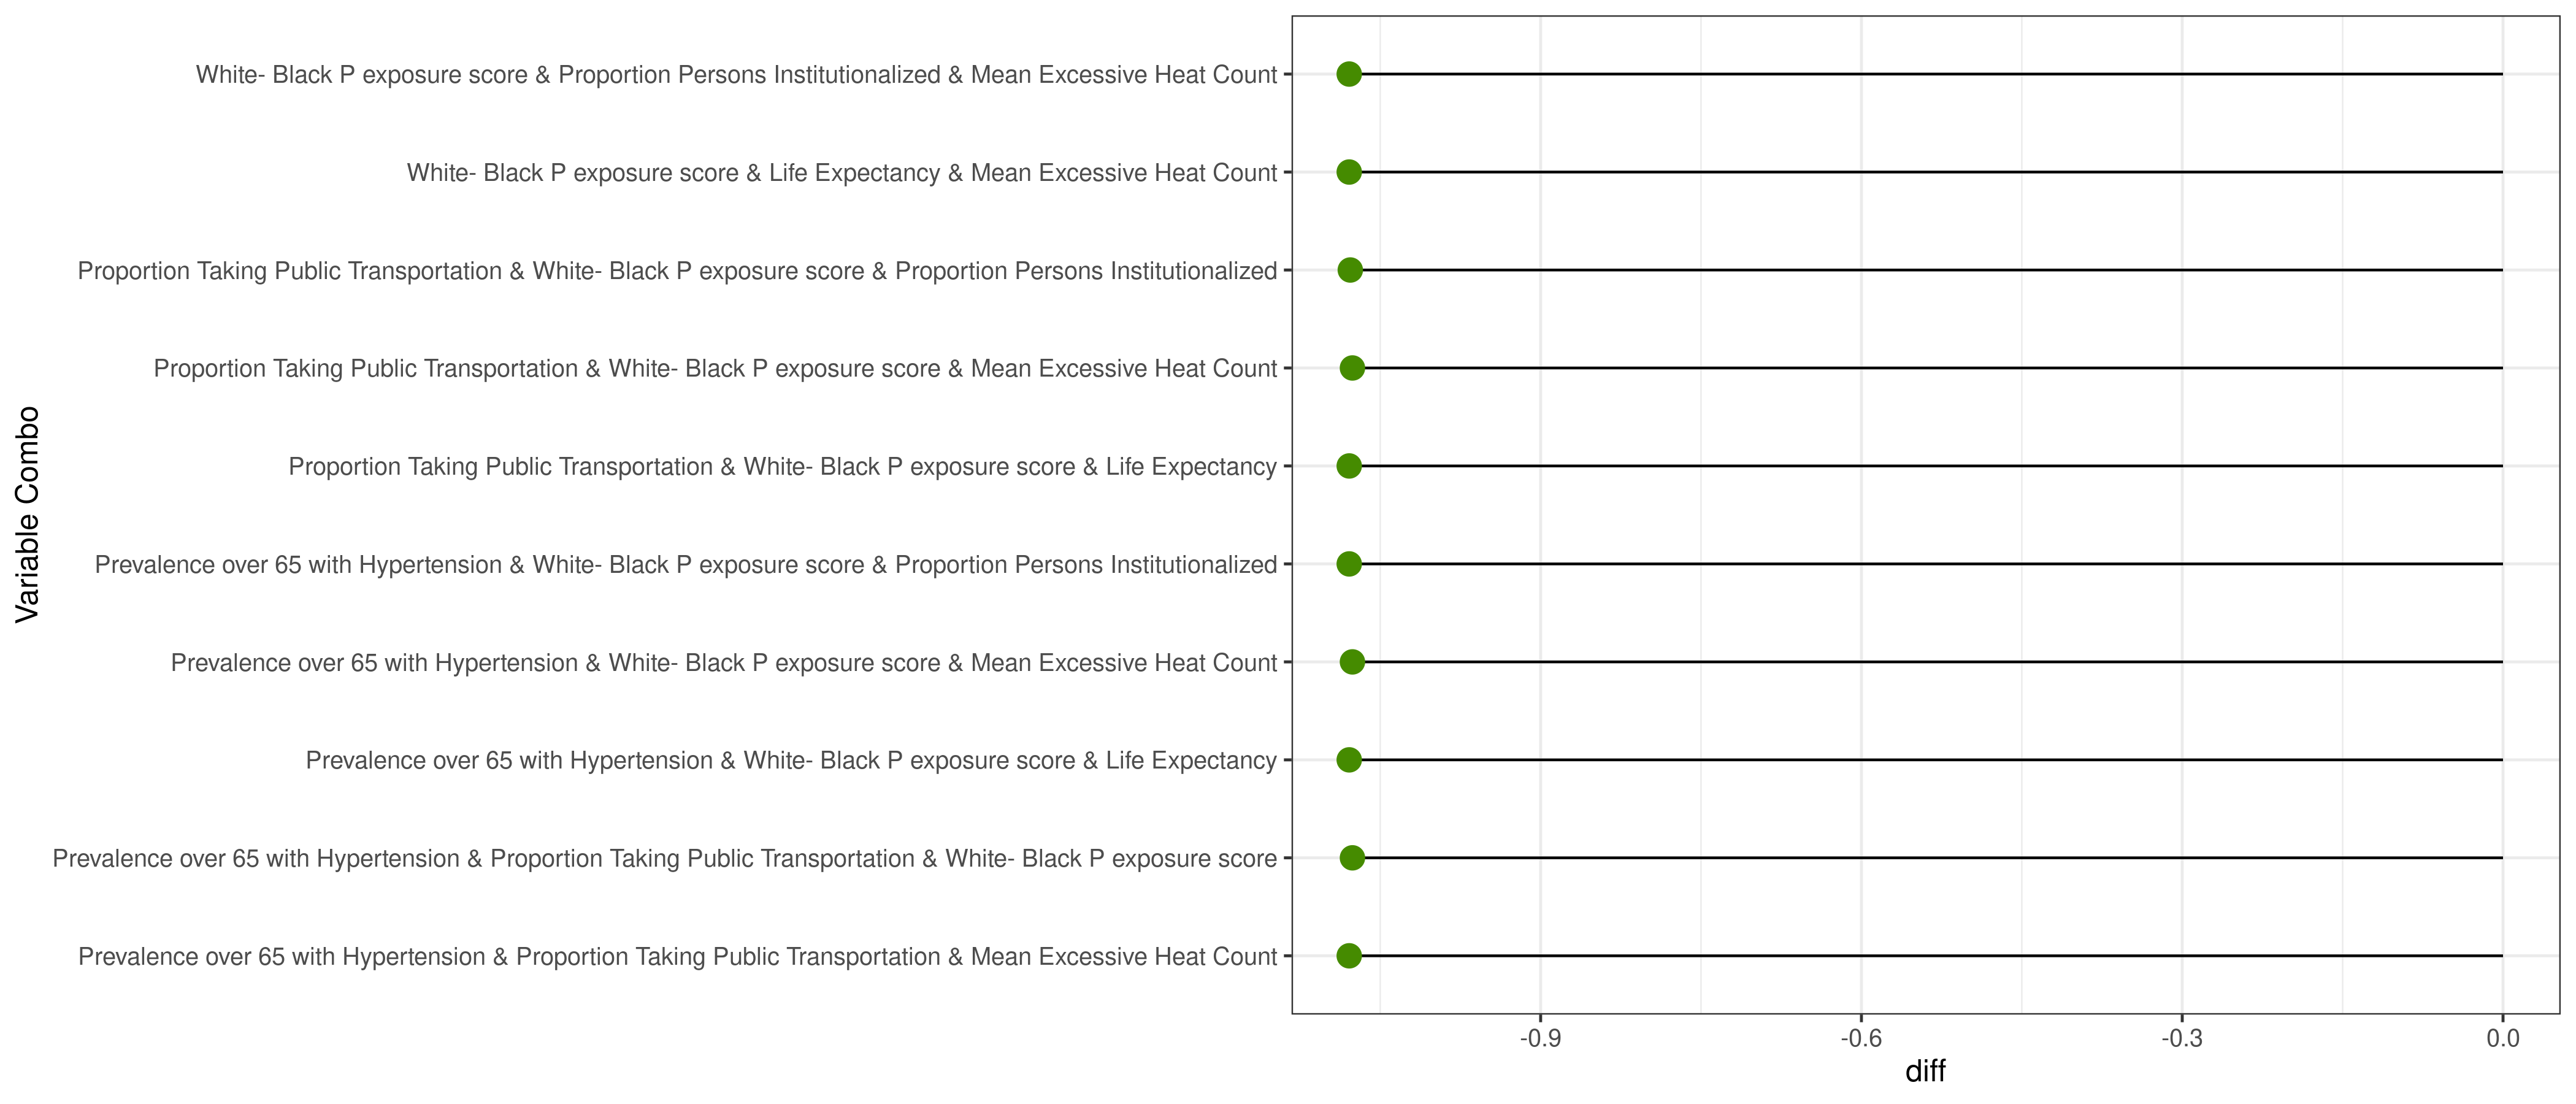 White- Black P exposure score & Proportion Persons Institutionalized & Mean Excessive Heat Count
White- Black P exposure score & Life Expectancy & Mean Excessive Heat Count
Proportion Taking Public Transportation & White- Black P exposure score & Proportion Persons Institutionalized
Proportion Taking Public Transportation & White- Black P exposure score & Mean Excessive Heat Count
Proportion Taking Public Transportation & White- Black P exposure score & Life Expectancy
Prevalence over 65 with Hypertension & White- Black P exposure score & Proportion Persons Institutionalized
Prevalence over 65 with Hypertension & White- Black P exposure score & Mean Excessive Heat Count
Prevalence over 65 with Hypertension & White- Black P exposure score & Life Expectancy
Prevalence over 65 with Hypertension & Proportion Taking Public Transportation & White- Black P exposure score
Prevalence over 65 with Hypertension & Proportion Taking Public Transportation & Mean Excessive Heat Count
Variable Combo
-0.9 -0.6 -0.3 0.0
diff